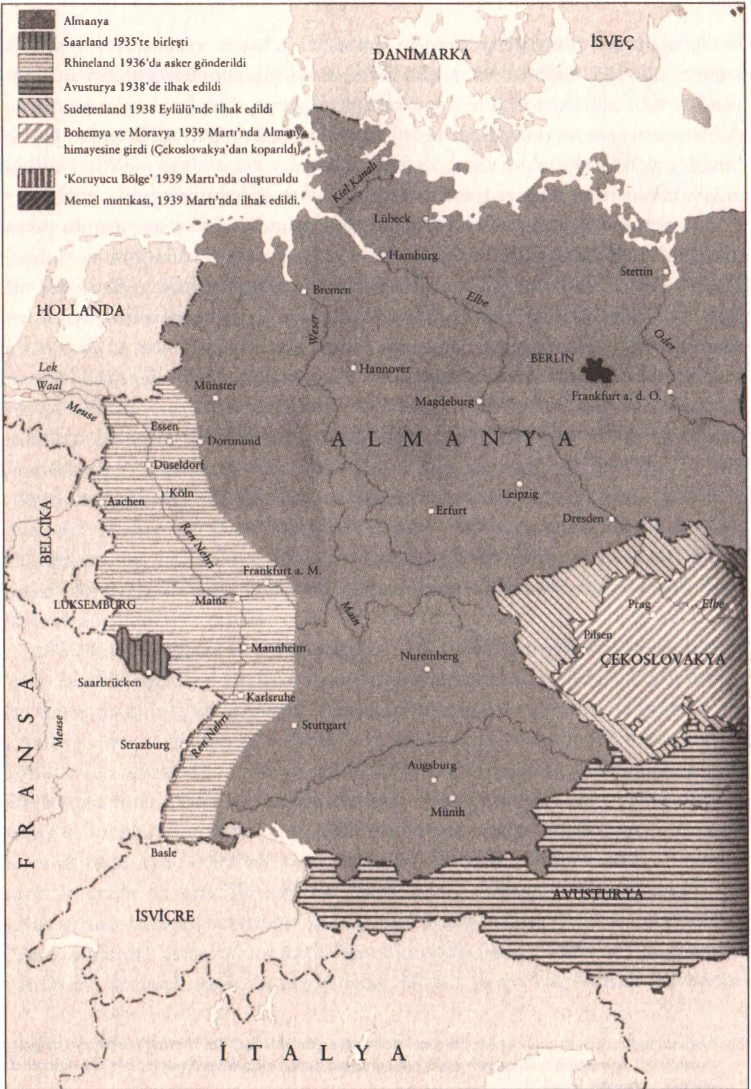 Almanya
Saarland 1935'te birleşti
Rhineland 1936'da asker gönderildi
Avusturya 1938'de ilhak edildi
Sudetenland 1938 Eylülü'nde ilhak edildi
Bohemya ve Moravya 1939 Martı'nda Almanya
himayesine girdi (Çekoslovakya'dan koparıldı)
'Koruyucu Bölge' 1939 Martı'nda oluşturuldu
Memel mıntıkası, 1939 Martı'nda ilhak edildi.
DANİMARKA
İSVEÇ
Kiel Kanalı
Lübeck
Hamburg
Stettin
Bremen
Elbe
HOLLANDA
Weser
Oder
BERLİN
Hannover
Lek
Waal
Münster
Magdeburg
Frankfurt a. d. O.
Meuse
Essen
Dortmund
ALMANYA
Düseldorf
Köln
Aachen
Leipzig
Erfurt
Dresden
BELÇİKA
Ren Nehri
Frankfurt a. M.
LÜKSEMBURG
Mainz
Main
Prag
Elbe
Pilsen
Mannheim
Nuremberg
ÇEKOSLOVAKYA
Saarbrücken
Karlsruhe
FRANSA
Meuse
Strazburg
Ren Nehri
Stuttgart
Augsburg
Münih
Basle
AVUSTURYA
İSVİÇRE
İTALYA